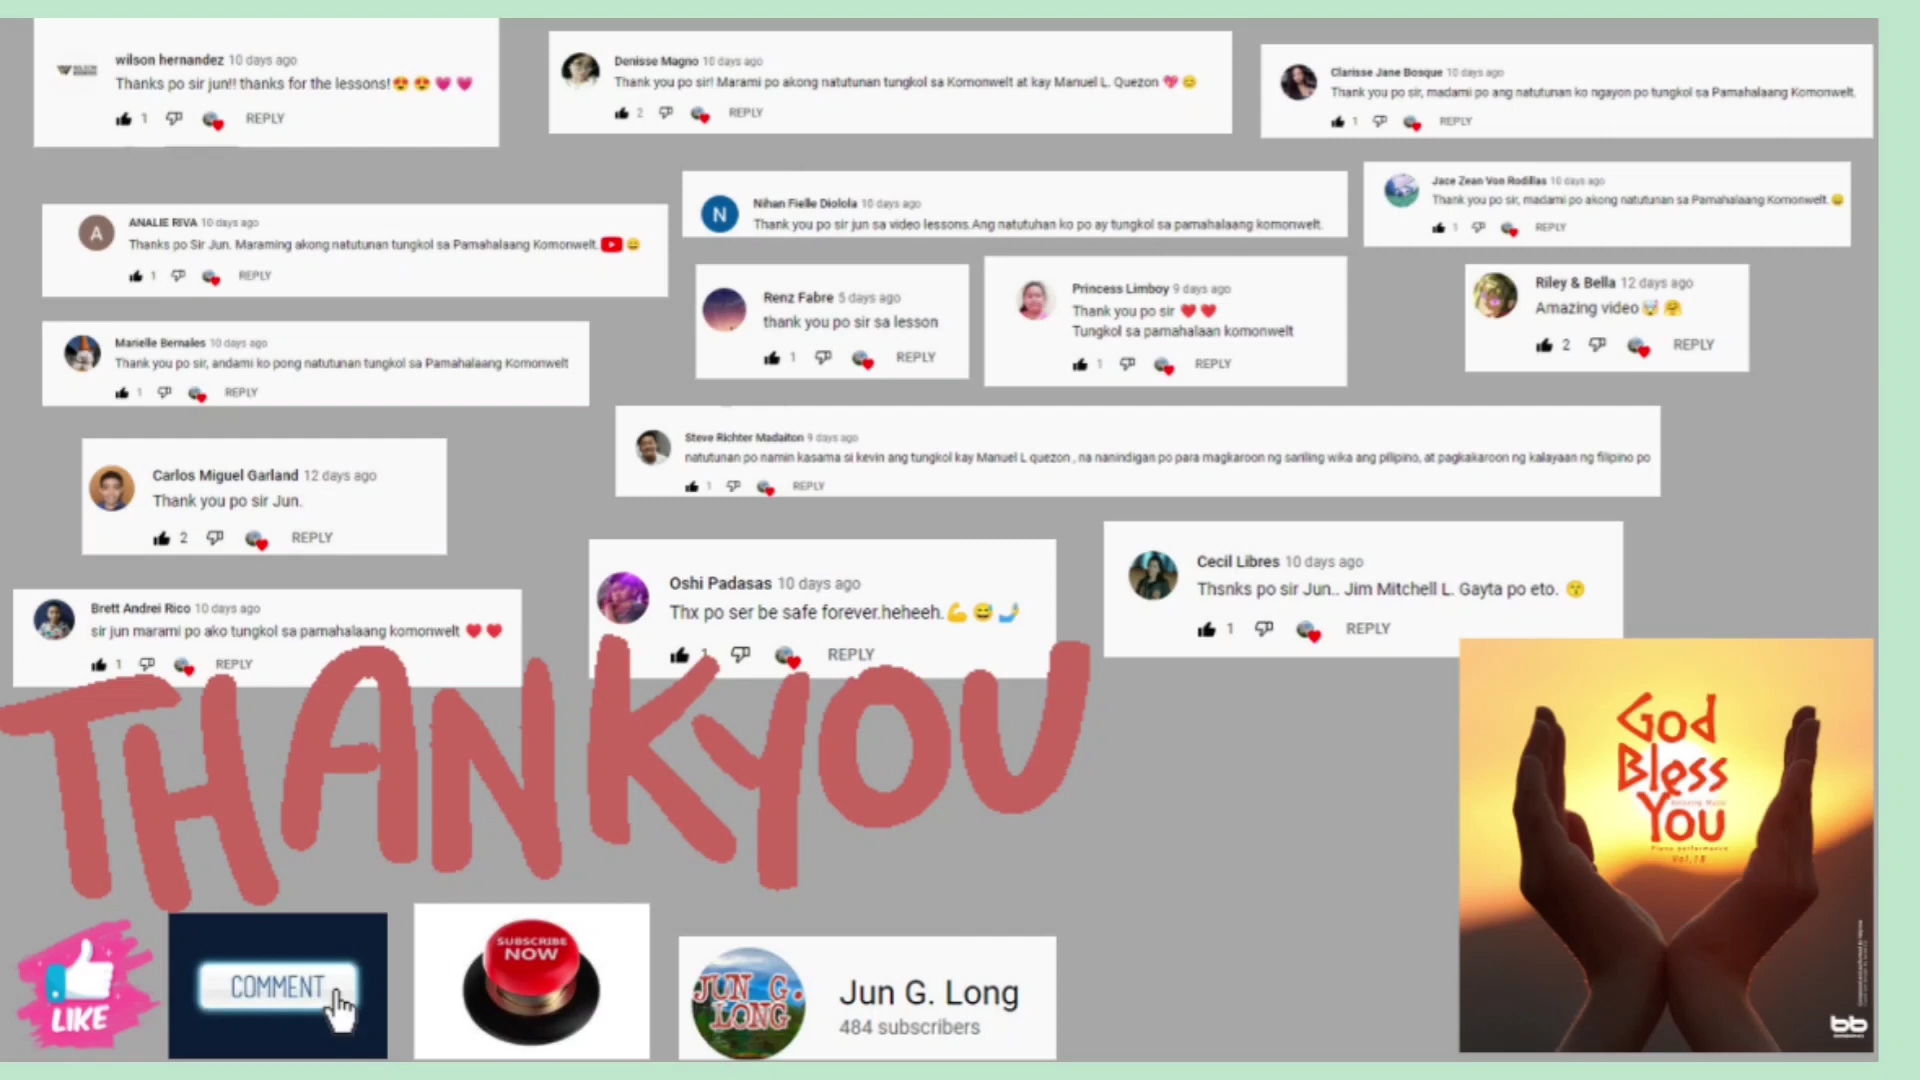 wilson hernandez 10 days ago
Thanks po sir jun!! thanks for the lessons!😍 😍 💗 💗
1 REPLY
Denisse Magno 10 days ago
Thank you po sir! Marami po akong natutunan tungkol sa Komonwelt at kay Manuel L. Quezon 💖 😊
2 REPLY
Clarisse Jane Bosque 10 days ago
Thank you po sir, madami po ang natutunan ko ngayon po tungkol sa Pamahalaang Komonwelt.
1 REPLY
A
ANALIE RIVA 10 days ago
Thanks po Sir Jun. Maraming akong natutunan tungkol sa Pamahalaang Komonwelt. 😄
1 REPLY
N
Nihan Fielle Diolola 10 days ago
Thank you po sir jun sa video lessons.Ang natutuhan ko po ay tungkol sa pamahalaang komonwelt.
Jace Zean Von Rodillas 10 days ago
Thank you po sir, madami po akong natutunan sa Pamahalaang Komonwelt.😄
1 REPLY
Renz Fabre 5 days ago
thank you po sir sa lesson
1 REPLY
Princess Limboy 9 days ago
Thank you po sir ❤️ ❤️
Tungkol sa pamahalaan komonwelt
1 REPLY
Riley & Bella 12 days ago
Amazing video🤯 🤗
2 REPLY
Marielle Bernales 10 days ago
Thank you po sir, andami ko pong natutunan tungkol sa Pamahalaang Komonwelt
1 REPLY
Steve Richter Madaiton 9 days ago
natutunan po namin kasama si kevin ang tungkol kay Manuel L quezon , na nanindigan po para magkaroon ng sariling wika ang pilipino, at pagkakaroon ng kalayaan ng filipino po
1 REPLY
Carlos Miguel Garland 12 days ago
Thank you po sir Jun.
2 REPLY
Oshi Padasas 10 days ago
Thx po ser be safe forever.heheeh.💪 😅 🤳
1 REPLY
Cecil Libres 10 days ago
Thsnks po sir Jun.. Jim Mitchell L. Gayta po eto. 😙
1 REPLY
Brett Andrei Rico 10 days ago
sir jun marami po ako tungkol sa pamahalaang komonwelt ❤️ ❤️
1 REPLY
THANKYOU
God
Bless
Relaxing Music
You
Piano performance
Vol.18
LIKE
COMMENT
SUBSCRIBE
NOW
JUN G.
LONG
Jun G. Long
484 subscribers
bb